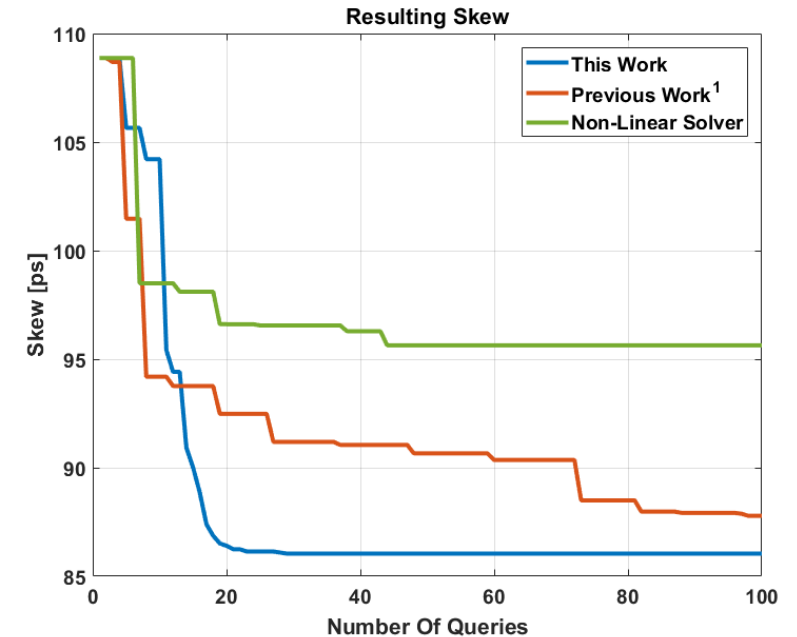 Resulting Skew
110
105
100
95
90
85
Skew [ps]
This Work
Previous Work¹
Non-Linear Solver
0 20 40 60 80 100
Number Of Queries